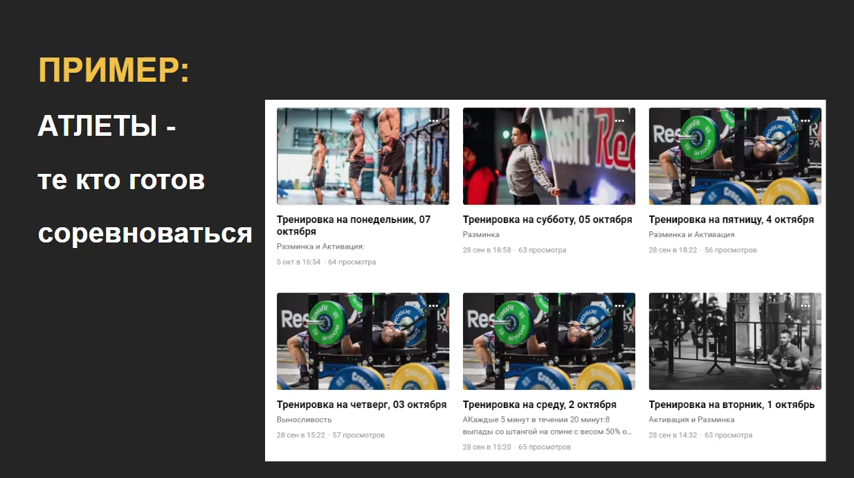 ПРИМЕР:
АТЛЕТЫ -
те кто готов
соревноваться
Тренировка на понедельник, 07
октября
Разминка и Активация:
5 окт в 16:54 · 64 просмотра
CrossFit
Red
Тренировка на субботу, 05 октября
Разминка
28 сен в 18:58 · 63 просмотра
Тренировка на пятницу, 4 октября
Разминка и Активация
28 сен в 18:22 · 56 просмотров
Тренировка на четверг, 03 октября
Выносливость
28 сен в 15:22 · 57 просмотров
Тренировка на среду, 2 октября
АКаждые 5 минут в течении 20 минут:8
выпады со штангой на спине с весом 50% о...
28 сен в 15:20 · 65 просмотров
Тренировка на вторник, 1 октябрь
Активация и Разминка
28 сен в 14:32 · 63 просмотра